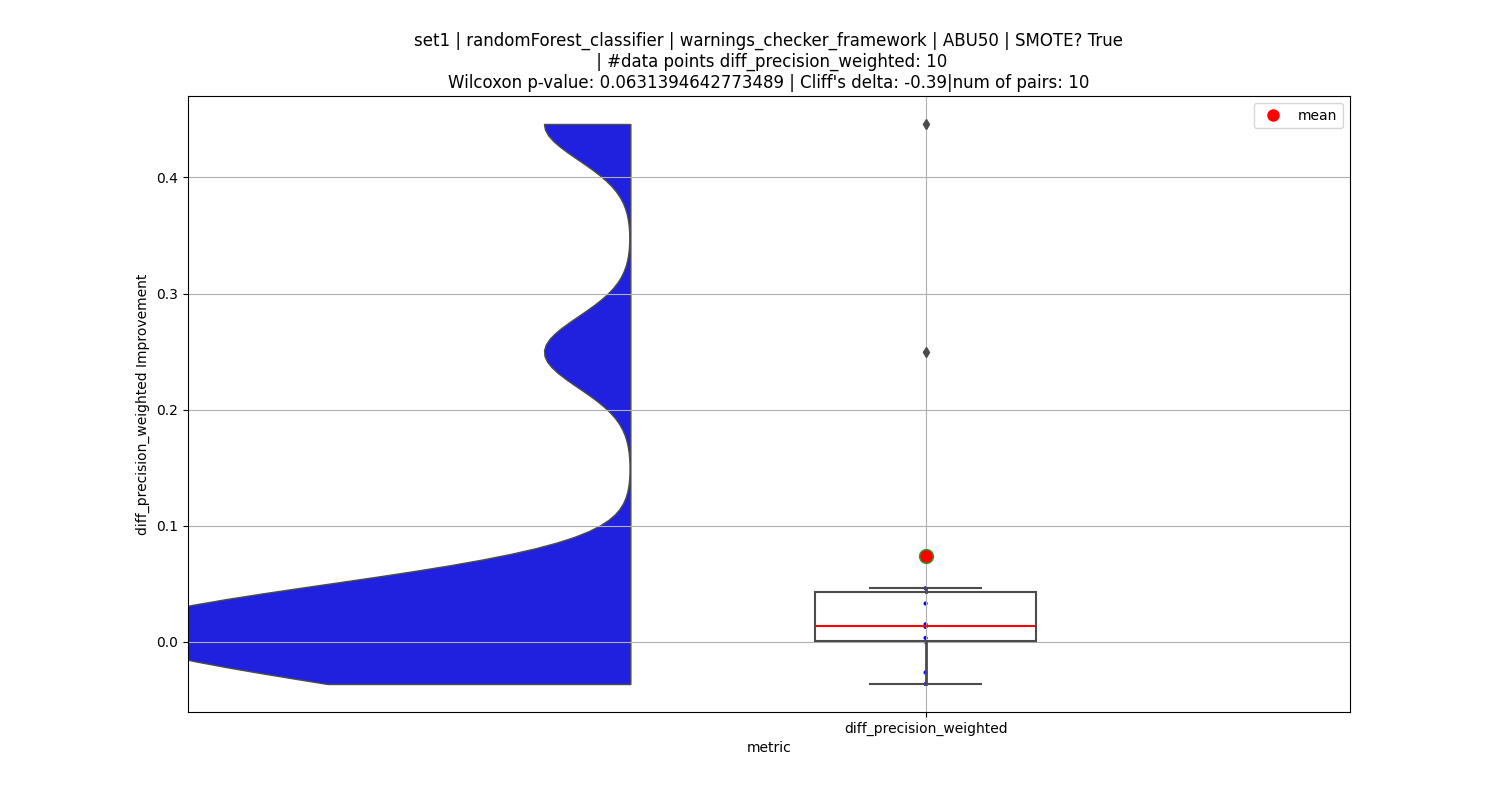 set1 | randomForest_classifier | warnings_checker_framework | ABU50 | SMOTE? True
| #data points diff_precision_weighted: 10
Wilcoxon p-value: 0.0631394642773489 | Cliff's delta: -0.39|num of pairs: 10
mean
0.4
0.3
0.2
0.1
0.0
diff_precision_weighted Improvement
diff_precision_weighted
metric